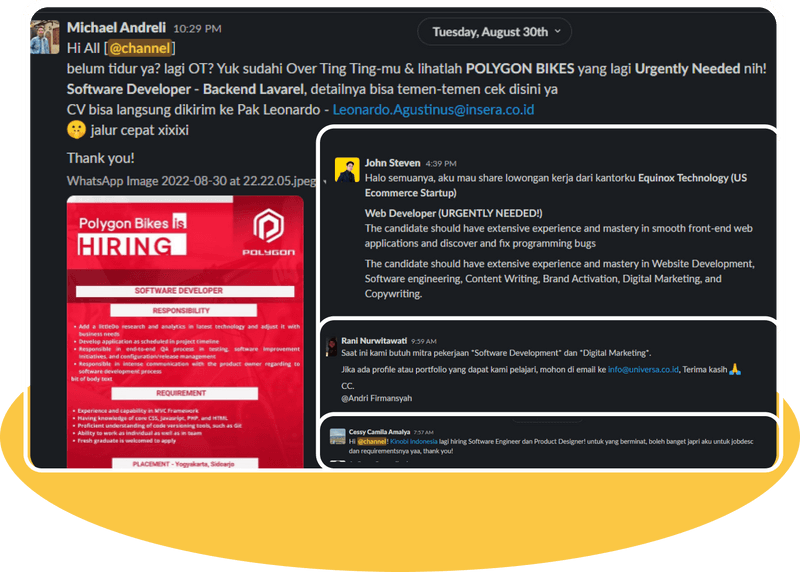 Michael Andreli 10:29 PM
Tuesday, August 30th
Hi All [@channel]
belum tidur ya? lagi OT? Yuk sudahi Over Ting Ting-mu & lihatlah POLYGON BIKES yang lagi Urgently Needed nih!
Software Developer - Backend Lavarel, detailnya bisa temen-temen cek disini ya
CV bisa langsung dikirim ke Pak Leonardo - Leonardo.Agustinus@insera.co.id
🤫 jalur cepat xixixi
Thank you!
WhatsApp Image 2022-08-30 at 22.22.05.jpeg
Polygon Bikes is
HIRING
POLYGON
SOFTWARE DEVELOPER
RESPONSIBILITY
• Add a littleDo research and analytics in latest technology and adjust it with
business needs
• Develop application as scheduled in project timeline
• Responsible in end-to-end QA process in testing, software improvement
initiatives, and configuration/release management
• Responsible in intense communication with the product owner regarding to
software development process
bit of body text
REQUIREMENT
• Experience and capability in MVC Framework
• Having knowledge of core CSS, Javascript, PHP, and HTML
• Proficient understanding of code versioning tools, such as Git
• Ability to work as individual as well as in team
• Fresh graduate is welcomed to apply
PLACEMENT - Yogyakarta, Sidoarjo
John Steven 4:39 PM
Halo semuanya, aku mau share lowongan kerja dari kantorku Equinox Technology (US
Ecommerce Startup)
Web Developer (URGENTLY NEEDED!)
The candidate should have extensive experience and mastery in smooth front-end web
applications and discover and fix programming bugs
The candidate should have extensive experience and mastery in Website Development,
Software engineering, Content Writing, Brand Activation, Digital Marketing, and
Copywriting.
Rani Nurwitawati 9:59 AM
Saat ini kami butuh mitra pekerjaan "Software Development" dan "Digital Marketing".
Jika ada profile atau portfolio yang dapat kami pelajari, mohon di email ke info@universa.co.id, Terima kasih 🙏
CC.
@Andri Firmansyah
Cessy Camila Amalya 7:57 AM
Hi @channel! Kinobi Indonesia lagi hiring Software Engineer dan Product Designer! untuk yang berminat, boleh banget japri aku untuk jobdesc
dan requirementsnya yaa, thank you!